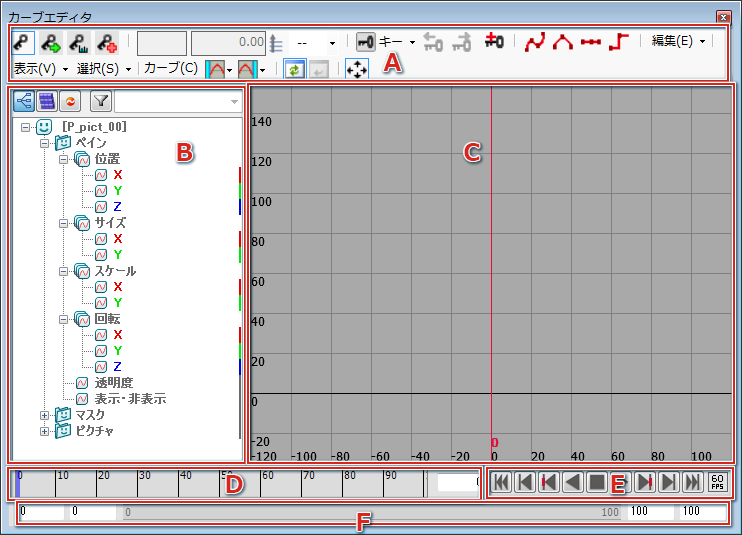 カーブエディタ
0.00 -- キー 編集(E)
表示(V) 選択(S) カーブ(C)
A
B
[P_pict_00]
ペイン
位置
X
Y
Z
サイズ
X
Y
スケール
X
Y
回転
X
Y
Z
透明度
表示・非表示
マスク
ピクチャ
C
140
120
100
80
60
40
20
0
-20
-120 -100 -80 -60 -40 -20 0 20 40 60 80 100
0
0 10 20 30 40 50 60 70 80 90
D
E
60 FPS
0 0 0 100 100 100
F